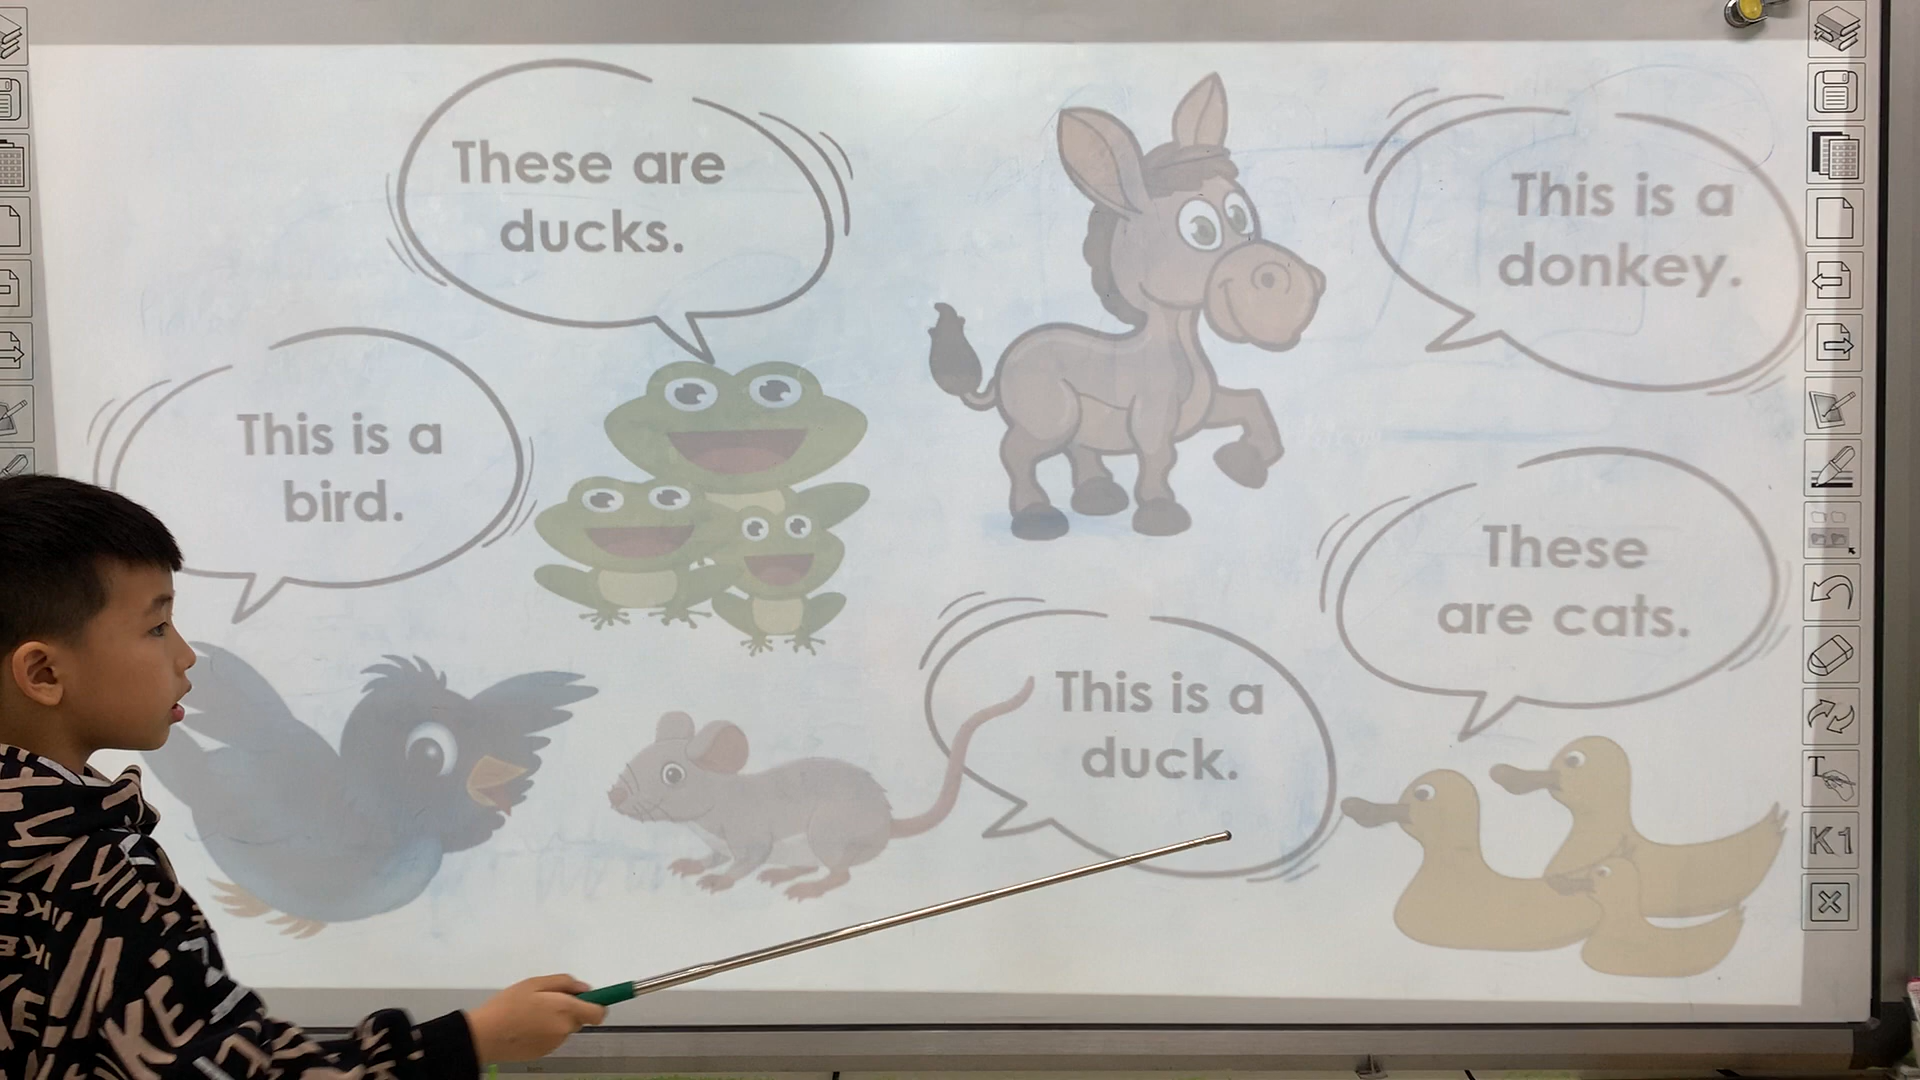 These are
ducks.
This is a
donkey.
This is a
bird.
These
are cats.
This is a
duck.
T
K1